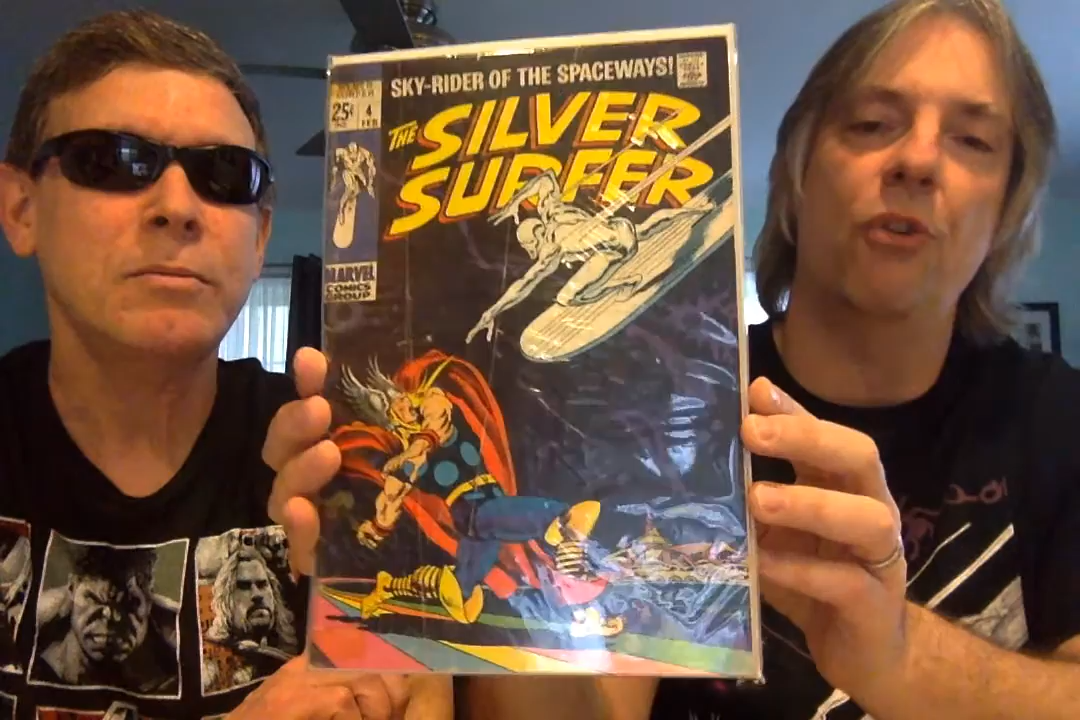 SKY-RIDER OF THE SPACEWAYS!
25¢ 4
FEB
THE SILVER
SURFER
MARVEL
COMICS
GROUP